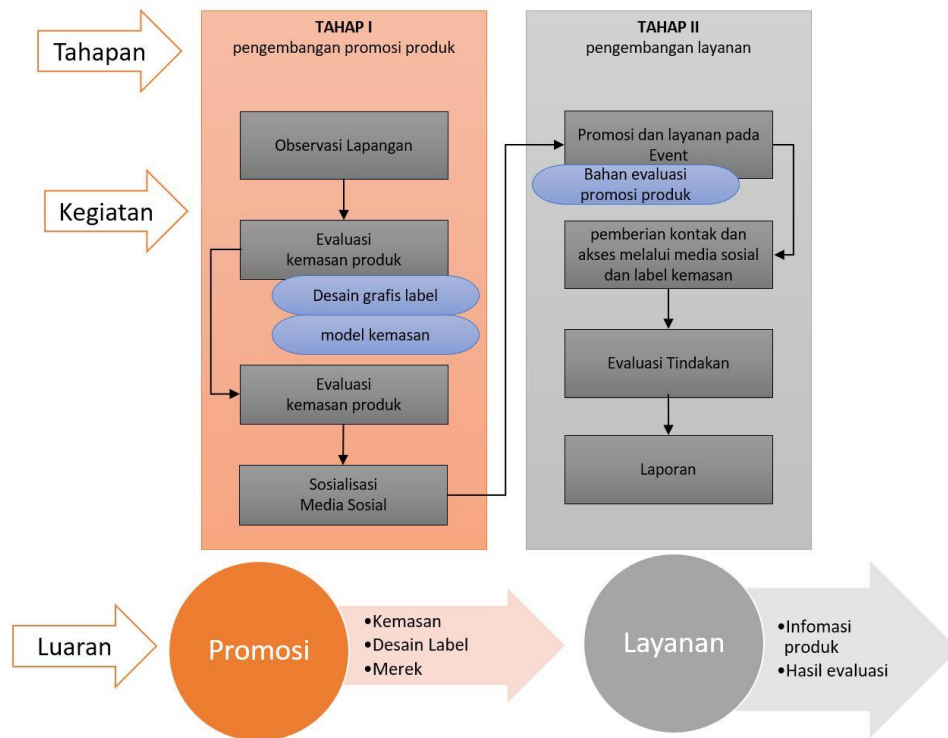 Tahapan
TAHAP I
pengembangan promosi produk
TAHAP II
pengembangan layanan
Kegiatan
Observasi Lapangan
Evaluasi
kemasan produk
Desain grafis label
model kemasan
Evaluasi
kemasan produk
Sosialisasi
Media Sosial
Promosi dan layanan pada
Event
Bahan evaluasi
promosi produk
pemberian kontak dan
akses melalui media sosial
dan label kemasan
Evaluasi Tindakan
Laporan
Luaran
Promosi
•Kemasan
•Desain Label
•Merek
Layanan
•Infomasi
produk
•Hasil evaluasi